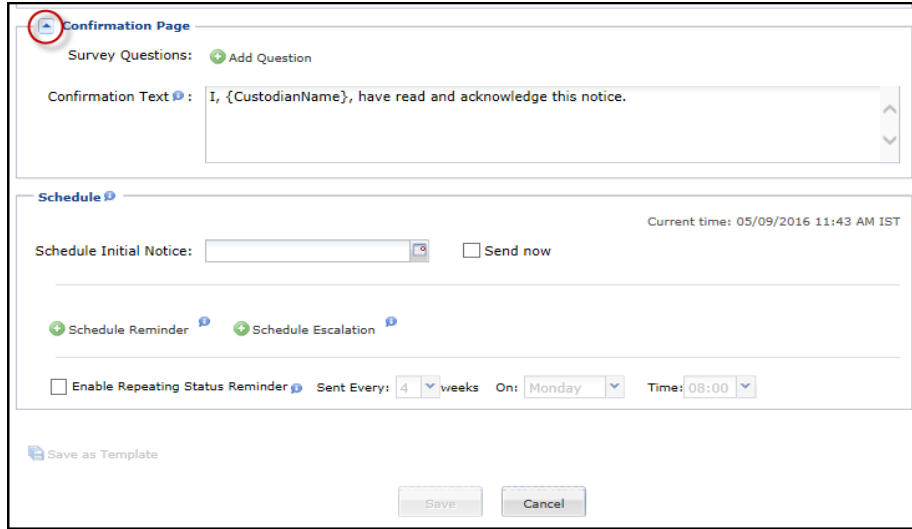 Confirmation Page
Survey Questions: Add Question
Confirmation Text : I, {CustodianName}, have read and acknowledge this notice.
Schedule
Current time: 05/09/2016 11:43 AM IST
Schedule Initial Notice: Send now
Schedule Reminder Schedule Escalation
Enable Repeating Status Reminder Sent Every: 4 weeks On: Monday Time: 08:00
Save as Template
Save Cancel